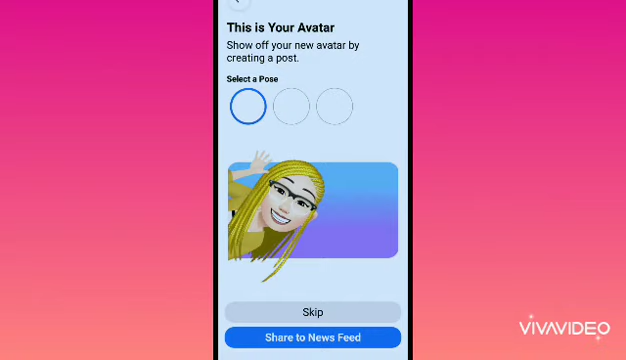 This is Your Avatar
Show off your new avatar by
creating a post.
Select a Pose
Skip
Share to News Feed
VIVAVIDEO